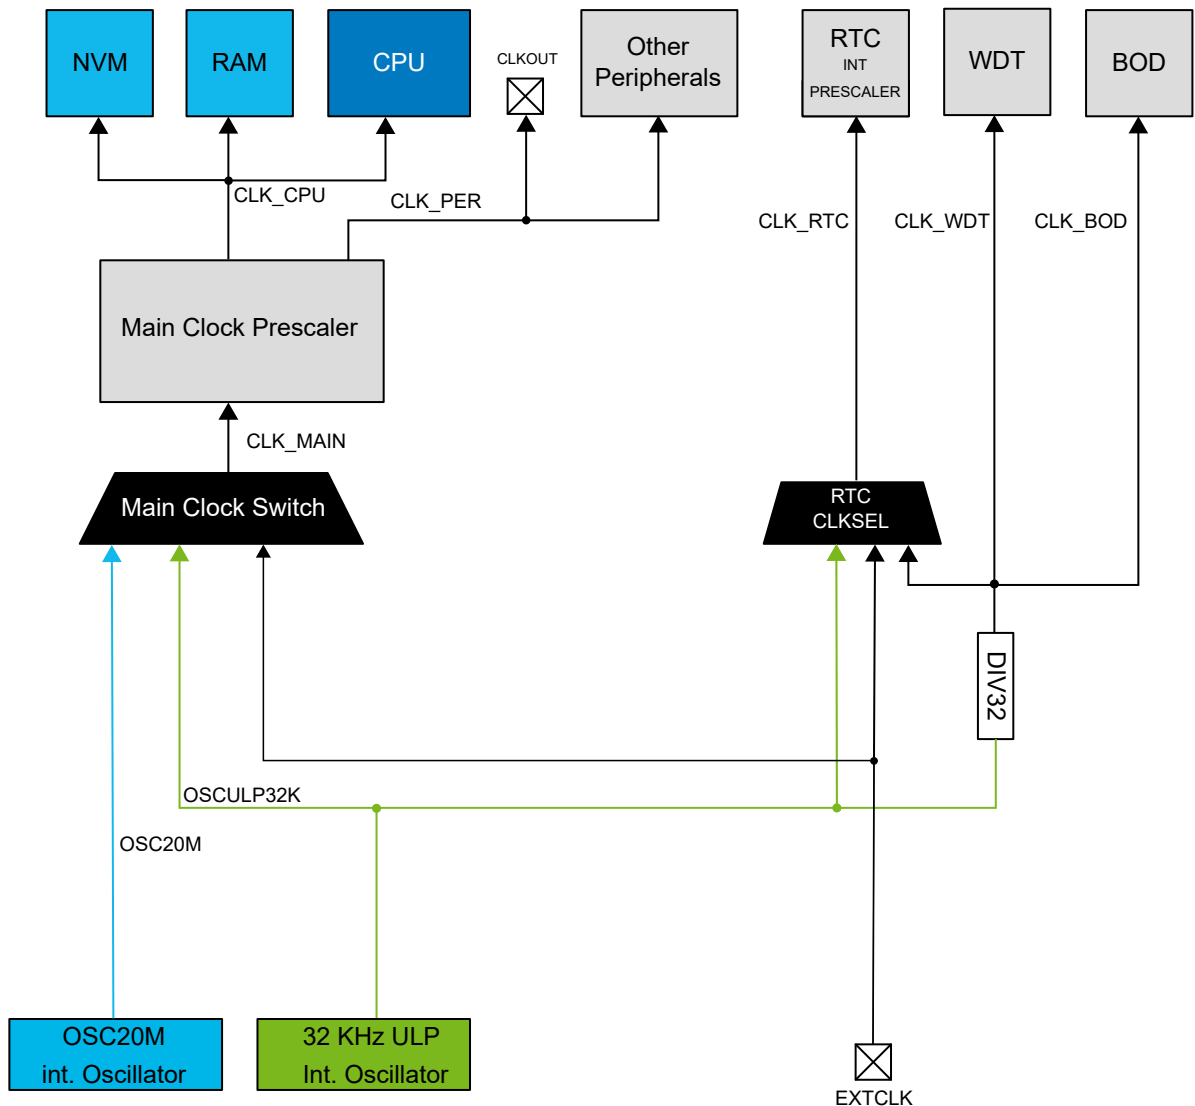 NVM
RAM
CPU
CLKOUT
Other
Peripherals
RTC
INT
PRESCALER
WDT
BOD
CLK_CPU
CLK_PER
CLK_RTC
CLK_WDT
CLK_BOD
Main Clock Prescaler
CLK_MAIN
Main Clock Switch
RTC
CLKSEL
DIV32
OSCULP32K
OSC20M
OSC20M
int. Oscillator
32 KHz ULP
Int. Oscillator
EXTCLK